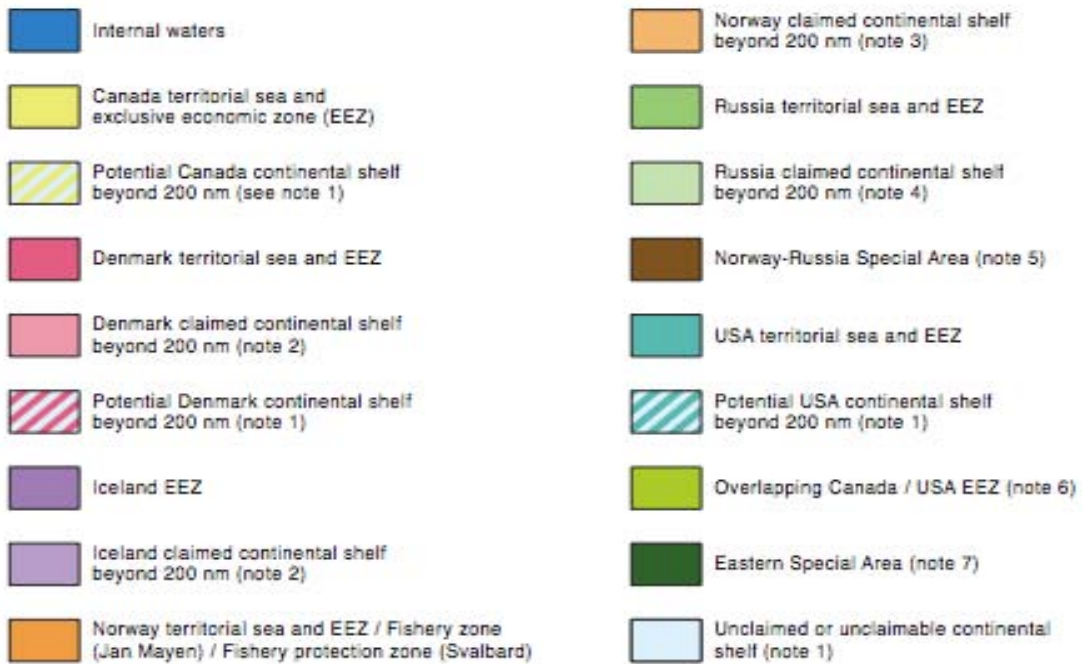 Internal waters
Canada territorial sea and
exclusive economic zone (EEZ)
Potential Canada continental shelf
beyond 200 nm (see note 1)
Denmark territorial sea and EEZ
Denmark claimed continental shelf
beyond 200 nm (note 2)
Potential Denmark continental shelf
beyond 200 nm (note 1)
Iceland EEZ
Iceland claimed continental shelf
beyond 200 nm (note 2)
Norway territorial sea and EEZ / Fishery zone
(Jan Mayen) / Fishery protection zone (Svalbard)
Norway claimed continental shelf
beyond 200 nm (note 3)
Russia territorial sea and EEZ
Russia claimed continental shelf
beyond 200 nm (note 4)
Norway-Russia Special Area (note 5)
USA territorial sea and EEZ
Potential USA continental shelf
beyond 200 nm (note 1)
Overlapping Canada / USA EEZ (note 6)
Eastern Special Area (note 7)
Unclaimed or unclaimable continental
shelf (note 1)